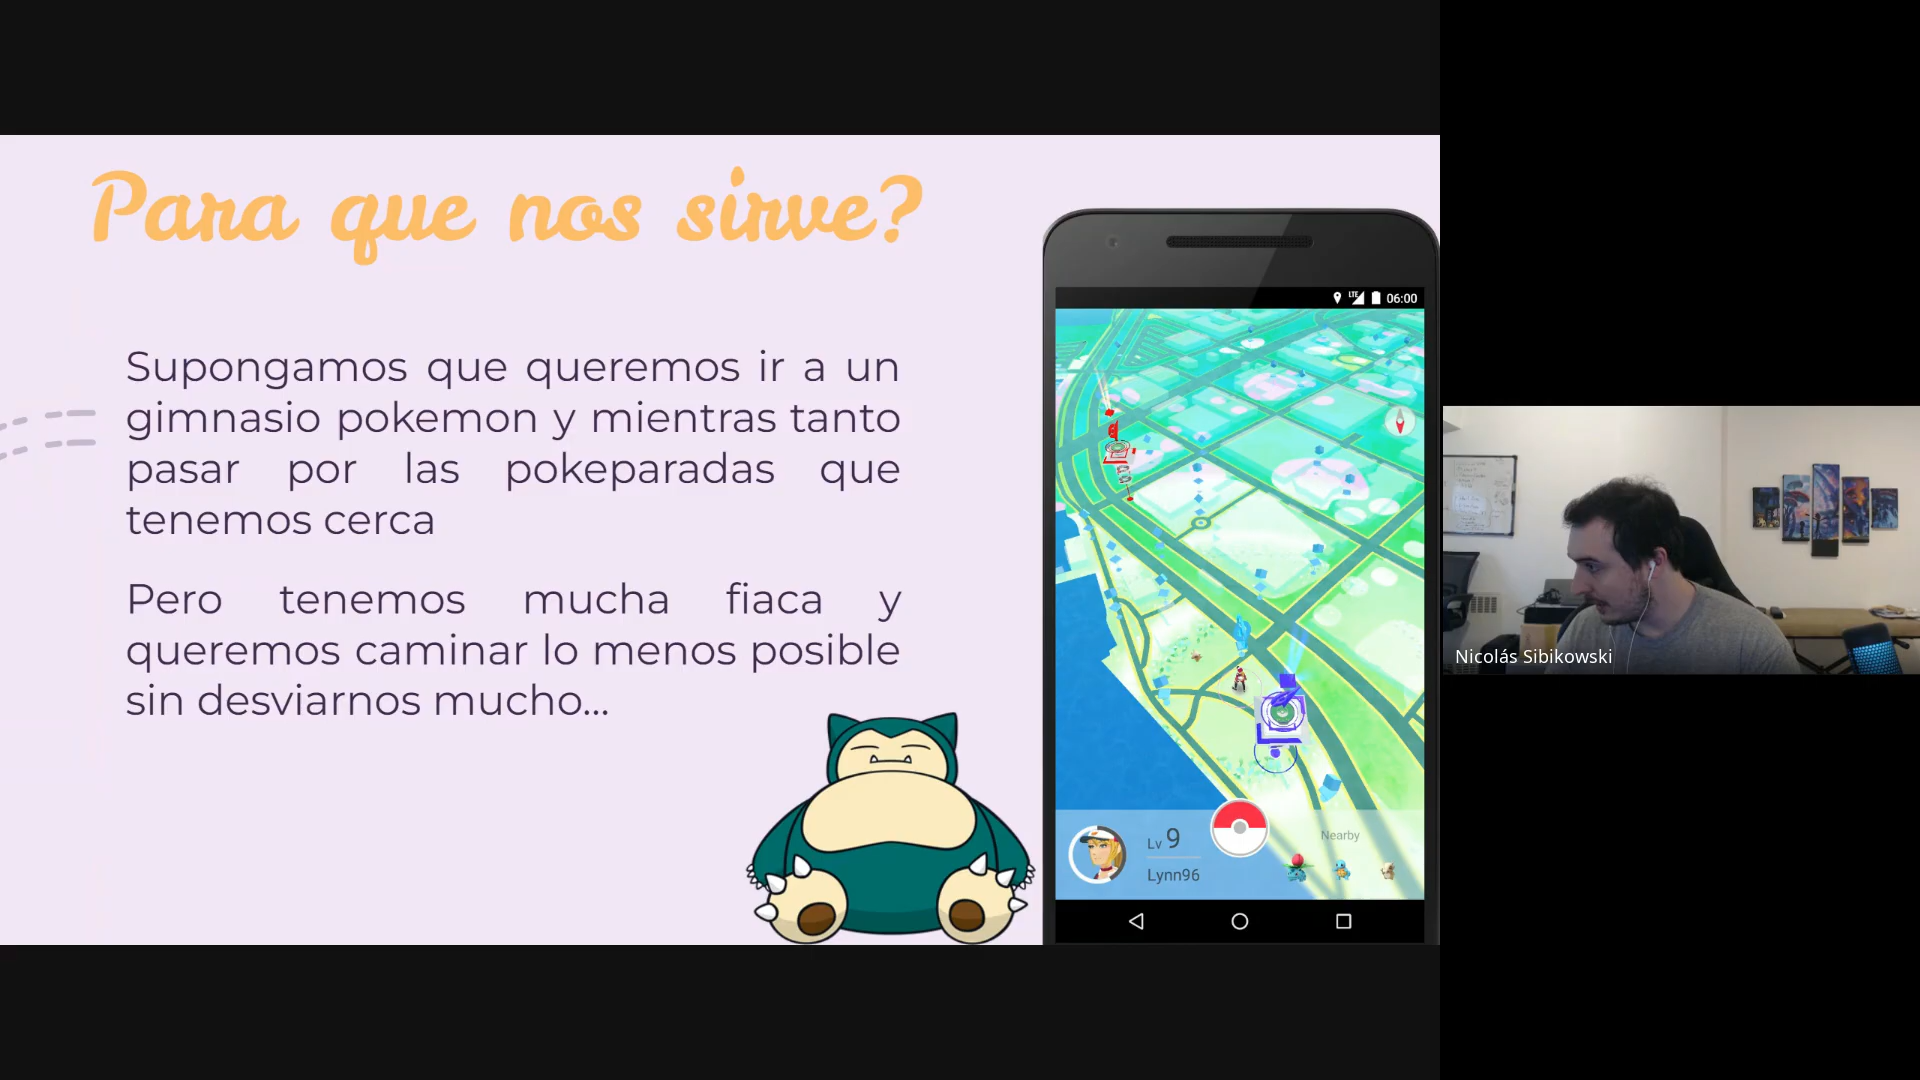 Para que nos sirve?
Supongamos que queremos ir a un
gimnasio pokemon y mientras tanto
pasar por las pokeparadas que
tenemos cerca
Pero tenemos mucha fiaca y
queremos caminar lo menos posible
sin desviarnos mucho...
LTE
06:00
Lv 9
Lynn96
Nearby
Nicolás Sibikowski